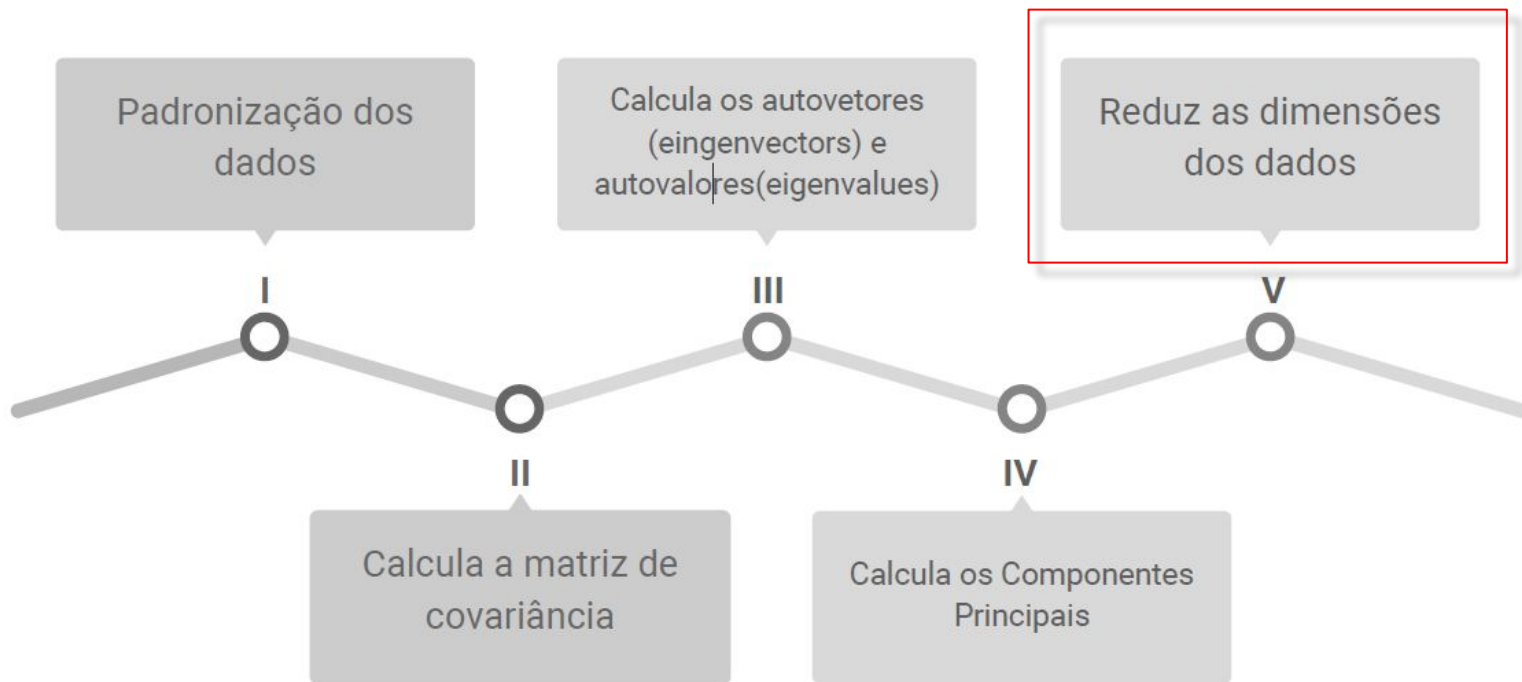 Padronização dos
dados
I
II
Calcula a matriz de
covariância
Calcula os autovetores
(eingenvectors) e
autovalores(eigenvalues)
III
IV
Calcula os Componentes
Principais
Reduz as dimensões
dos dados
V